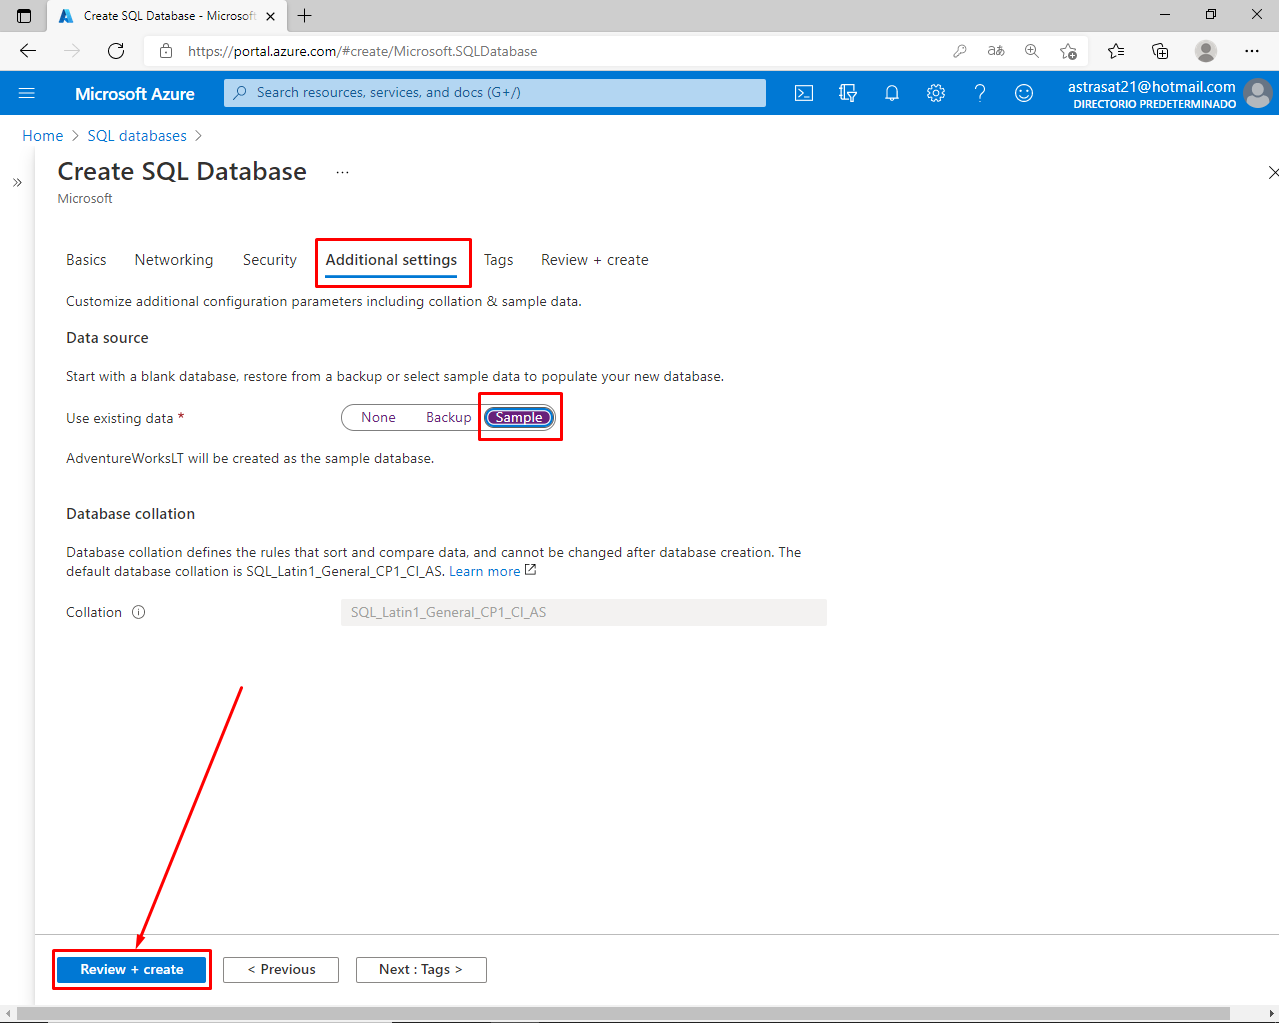 Create SQL Database - Microsoft
https://portal.azure.com/#create/Microsoft.SQLDatabase
Microsoft Azure
Search resources, services, and docs (G+/)
astrasat21@hotmail.com
DIRECTORIO PREDETERMINADO
Home > SQL databases >
Create SQL Database ...
Microsoft
Basics Networking Security Additional settings Tags Review + create
Customize additional configuration parameters including collation & sample data.
Data source
Start with a blank database, restore from a backup or select sample data to populate your new database.
Use existing data * None Backup Sample
AdventureWorksLT will be created as the sample database.
Database collation
Database collation defines the rules that sort and compare data, and cannot be changed after database creation. The
default database collation is SQL_Latin1_General_CP1_CI_AS. Learn more
Collation SQL_Latin1_General_CP1_CI_AS
Review + create < Previous Next : Tags >